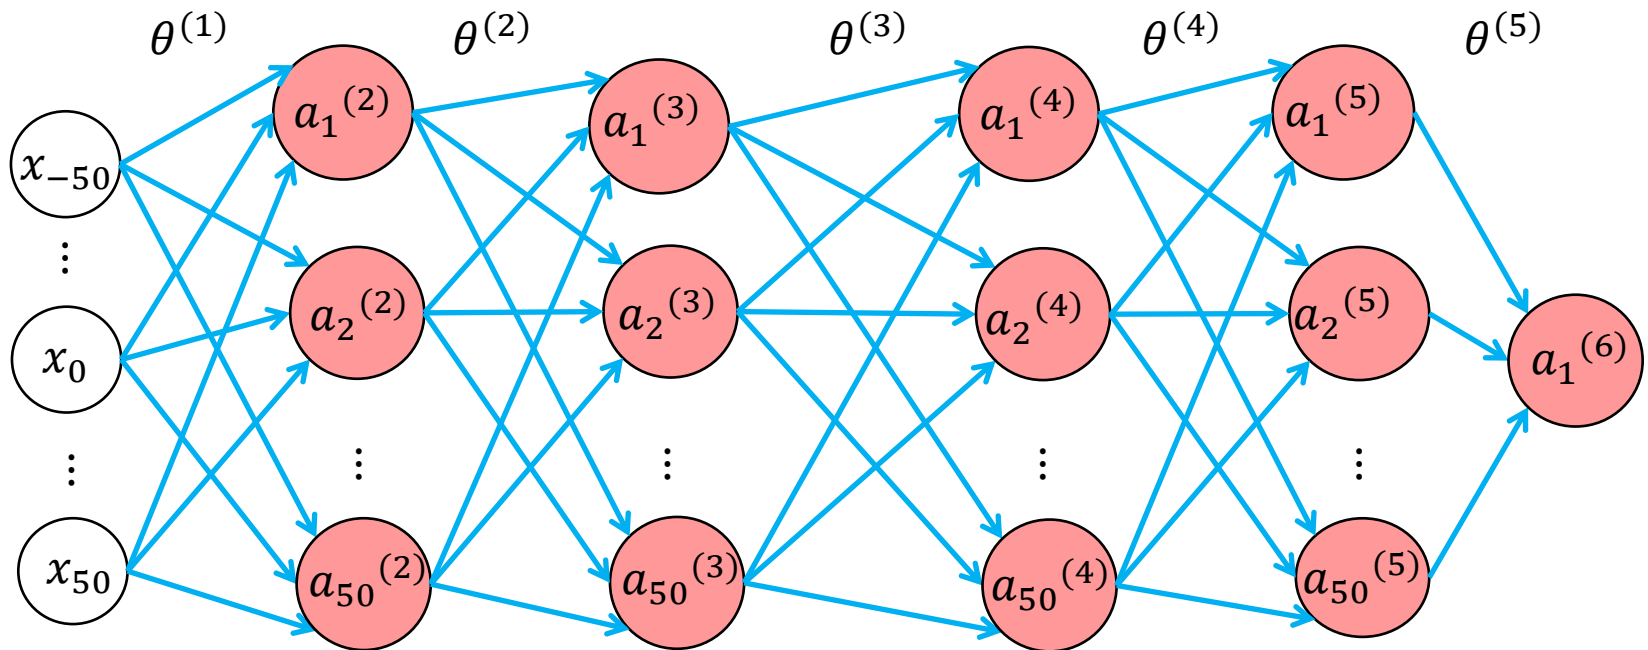 θ⁽¹⁾ θ⁽²⁾ θ⁽³⁾ θ⁽⁴⁾ θ⁽⁵⁾
x₋₅₀ a₁⁽²⁾ a₁⁽³⁾ a₁⁽⁴⁾ a₁⁽⁵⁾
⋮
x₀ a₂⁽²⁾ a₂⁽³⁾ a₂⁽⁴⁾ a₂⁽⁵⁾ a₁⁽⁶⁾
⋮ ⋮ ⋮ ⋮ ⋮
x₅₀ a₅₀⁽²⁾ a₅₀⁽³⁾ a₅₀⁽⁴⁾ a₅₀⁽⁵⁾